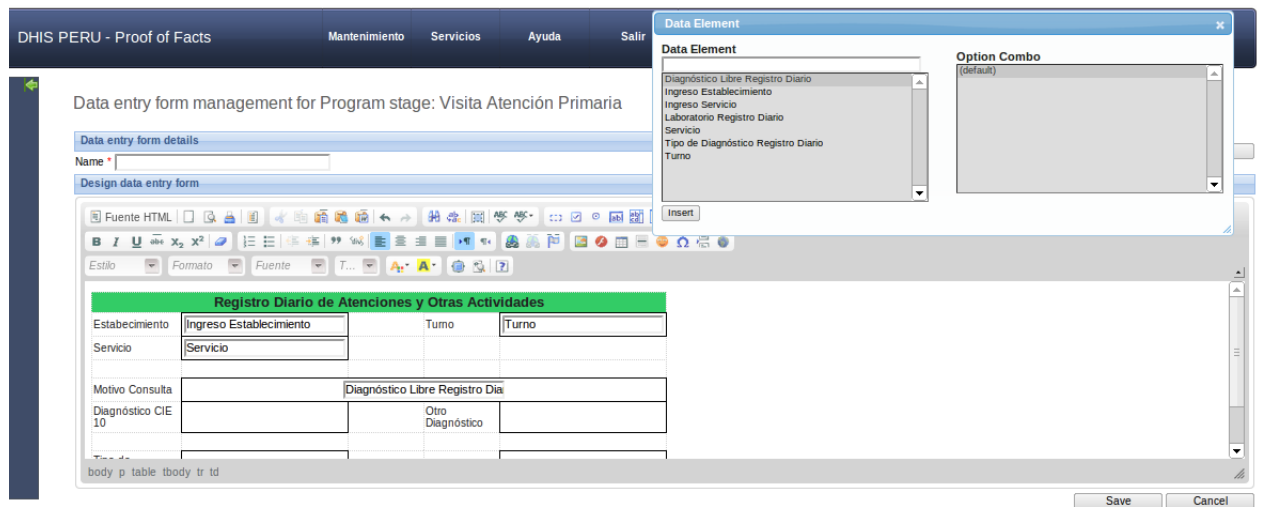 DHIS PERU - Proof of Facts
Mantenimiento Servicios Ayuda Salir
Data Element
Data Element
Option Combo
Diagnóstico Libre Registro Diario
Ingreso Establecimiento
Ingreso Servicio
Laboratorio Registro Diario
Servicio
Tipo de Diagnóstico Registro Diario
Turno
(default)
Insert
Data entry form management for Program stage: Visita Atención Primaria
Data entry form details
Name *
Design data entry form
Fuente HTML
Estilo Formato Fuente T...
Registro Diario de Atenciones y Otras Actividades
Estabecimiento Ingreso Establecimiento Turno Turno
Servicio Servicio
Motivo Consulta Diagnóstico Libre Registro Dia
Diagnóstico CIE 10 Otro Diagnóstico
body p table tbody tr td
Save Cancel